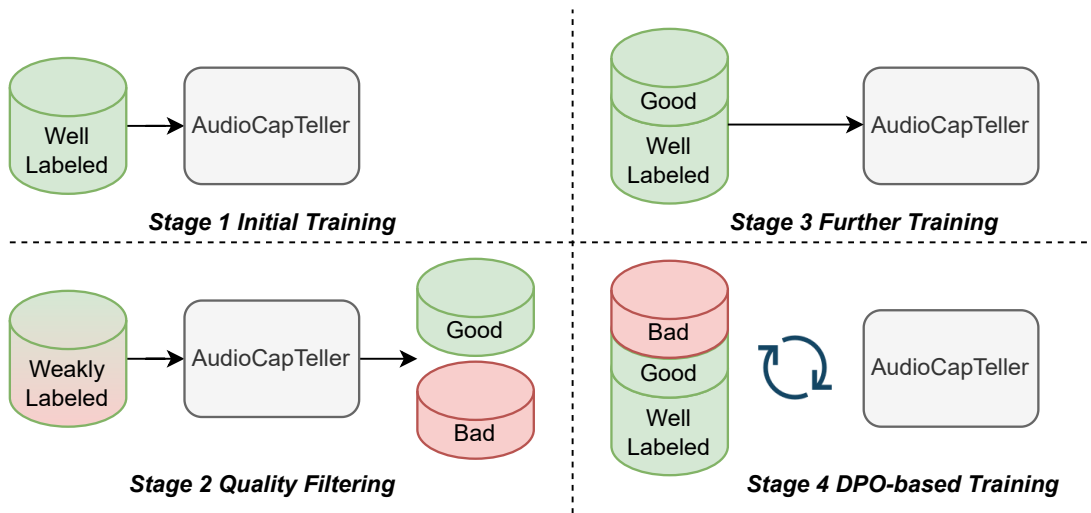 Well
Labeled
AudioCapTeller
Stage 1 Initial Training
Weakly
Labeled
AudioCapTeller
Good
Bad
Stage 2 Quality Filtering
Good
Well
Labeled
AudioCapTeller
Stage 3 Further Training
Bad
Good
Well
Labeled
AudioCapTeller
Stage 4 DPO-based Training